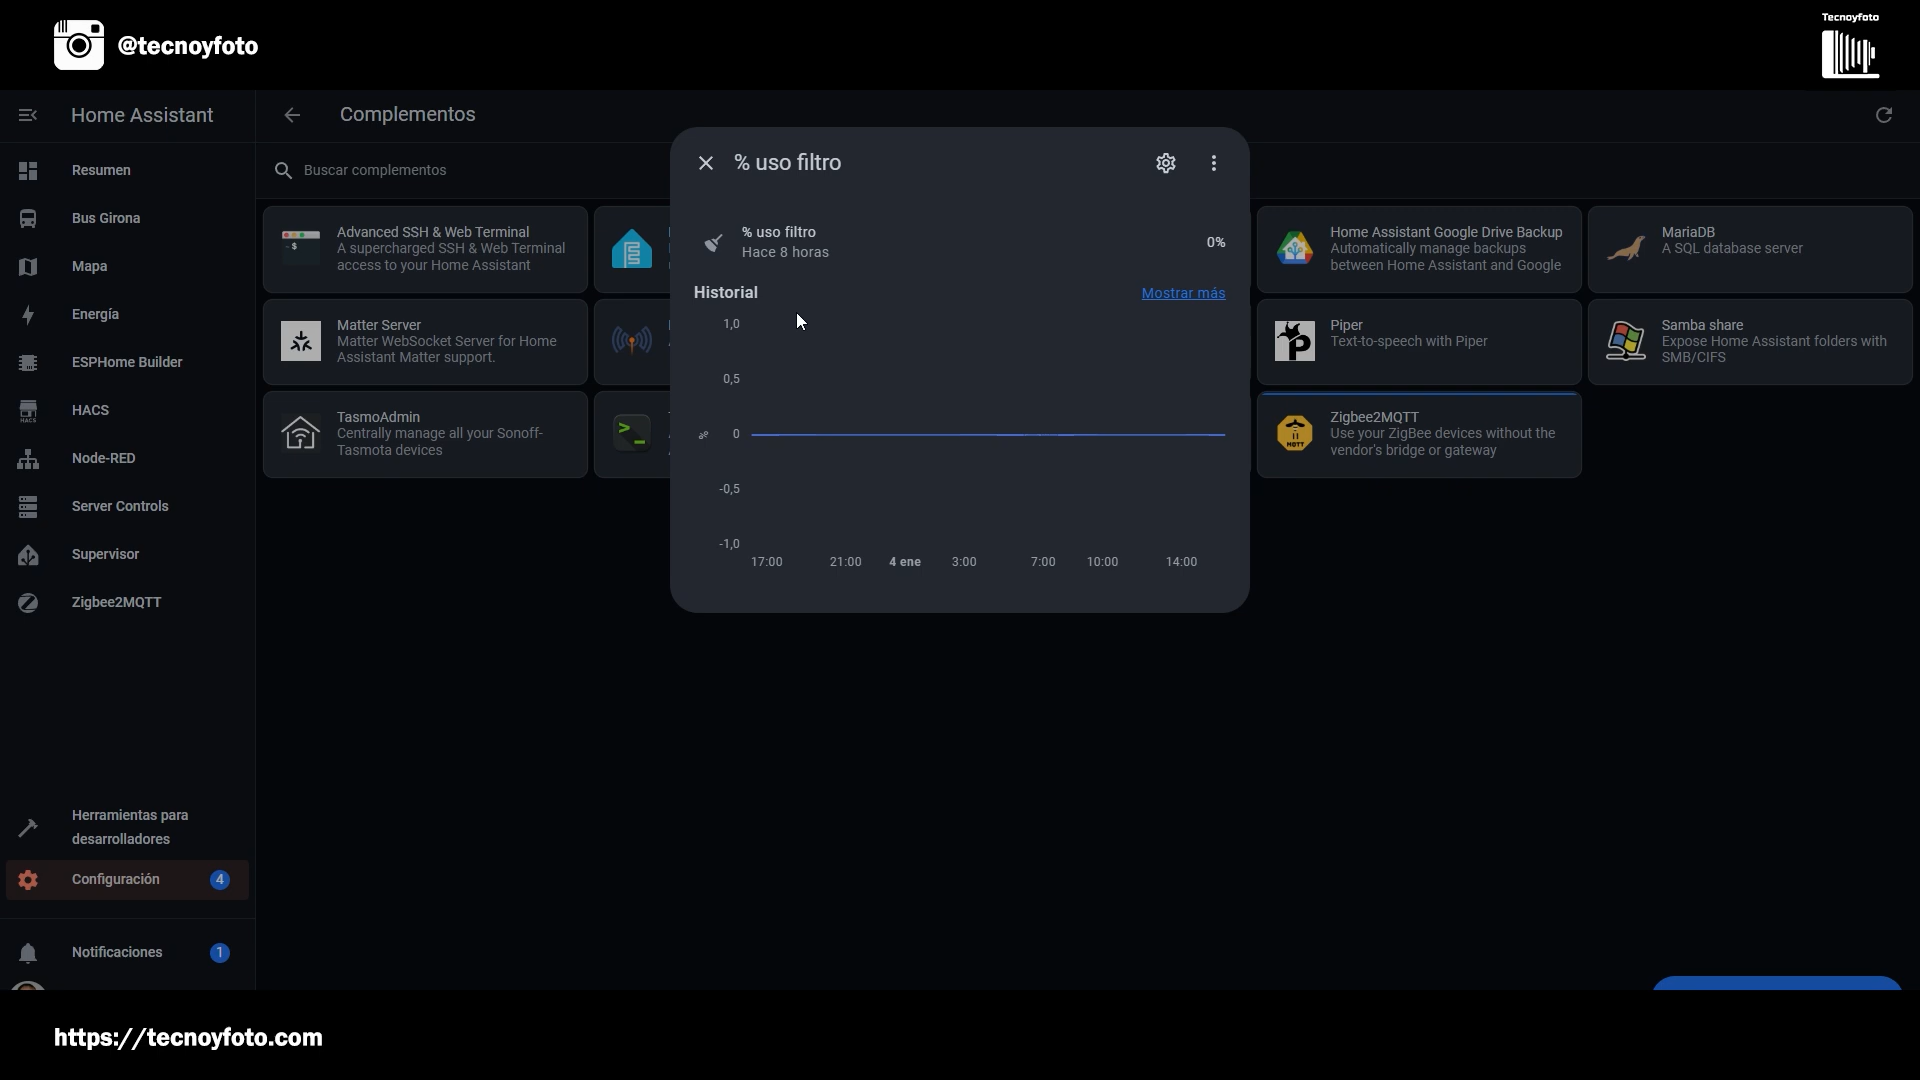 @tecnoyfoto
Tecnoyfoto
Home Assistant
Complementos
Buscar complementos
Resumen
Bus Girona
Mapa
Energía
ESPHome Builder
HACS
Node-RED
Server Controls
Supervisor
Zigbee2MQTT
Herramientas para
desarrolladores
Configuración
4
Notificaciones
1
Advanced SSH & Web Terminal
A supercharged SSH & Web Terminal
access to your Home Assistant
Matter Server
Matter WebSocket Server for Home
Assistant Matter support.
TasmoAdmin
Centrally manage all your Sonoff-
Tasmota devices
% uso filtro
% uso filtro
Hace 8 horas
0%
Historial
Mostrar más
1,0
0,5
%
0
-0,5
-1,0
17:00
21:00
4 ene
3:00
7:00
10:00
14:00
Home Assistant Google Drive Backup
Automatically manage backups
between Home Assistant and Google
MariaDB
A SQL database server
Piper
Text-to-speech with Piper
Samba share
Expose Home Assistant folders with
SMB/CIFS
MQTT
Zigbee2MQTT
Use your ZigBee devices without the
vendor's bridge or gateway
https://tecnoyfoto.com